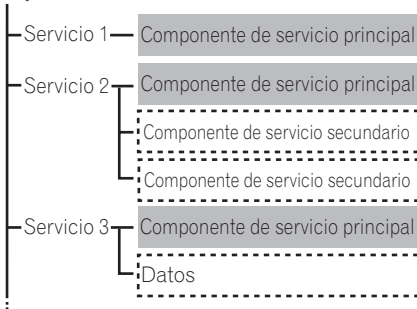 Servicio 1
Componente de servicio principal
Servicio 2
Componente de servicio principal
Componente de servicio secundario
Componente de servicio secundario
Servicio 3
Componente de servicio principal
Datos